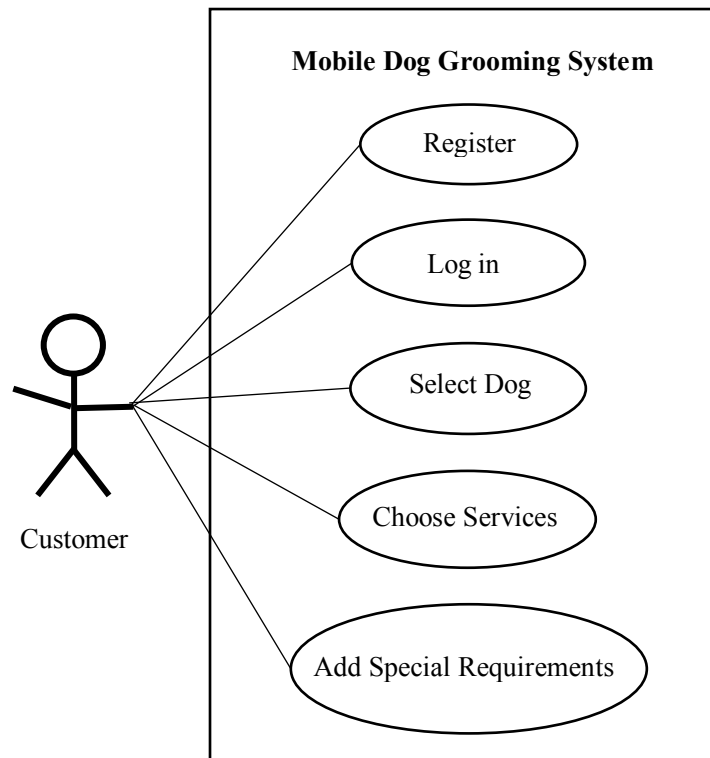 Mobile Dog Grooming System
Register
Log in
Select Dog
Choose Services
Customer
Add Special Requirements